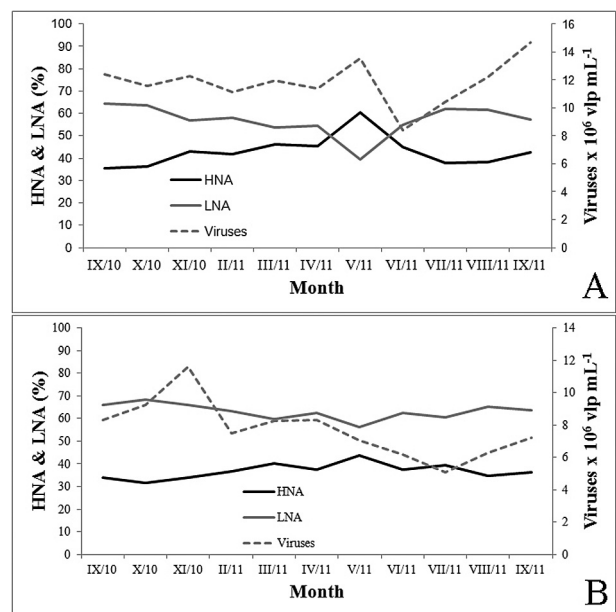 100
90
80
70
60
50
40
30
20
10
0
HNA & LNA (%)
HNA
LNA
Viruses
16
14
12
10
8
6
4
2
0
Viruses x 10⁶ vlp mL⁻¹
IX/10 X/10 XI/10 II/11 III/11 IV/11 V/11 VI/11 VII/11 VIII/11 IX/11
Month
A
100
90
80
70
60
50
40
30
20
10
0
HNA & LNA (%)
HNA
LNA
Viruses
14
12
10
8
6
4
2
0
Viruses x 10⁶ vlp mL⁻¹
IX/10 X/10 XI/10 II/11 III/11 IV/11 V/11 VI/11 VII/11 VIII/11 IX/11
Month
B